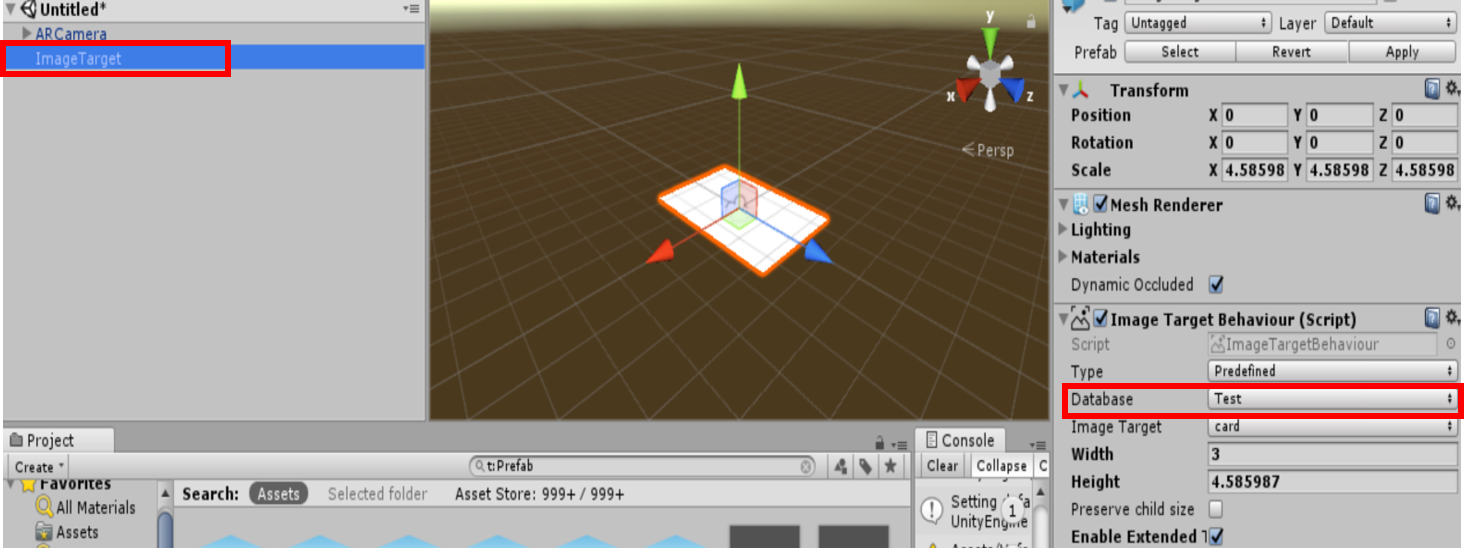 Untitled*
ARCamera
ImageTarget
y
x
z
Persp
Tag Untagged Layer Default
Prefab Select Revert Apply
Transform
Position X 0 Y 0 Z 0
Rotation X 0 Y 0 Z 0
Scale X 4.58598 Y 4.58598 Z 4.58598
Mesh Renderer
Lighting
Materials
Dynamic Occluded
Image Target Behaviour (Script)
Script ImageTargetBehaviour
Type Predefined
Database Test
Image Target card
Width 3
Height 4.585987
Preserve child size
Enable Extended T
Project
Create
t:Prefab
Favorites
All Materials
Assets
Search: Assets Selected folder Asset Store: 999+ / 999+
Console
Clear Collapse C
Setting
UnityEngine
1